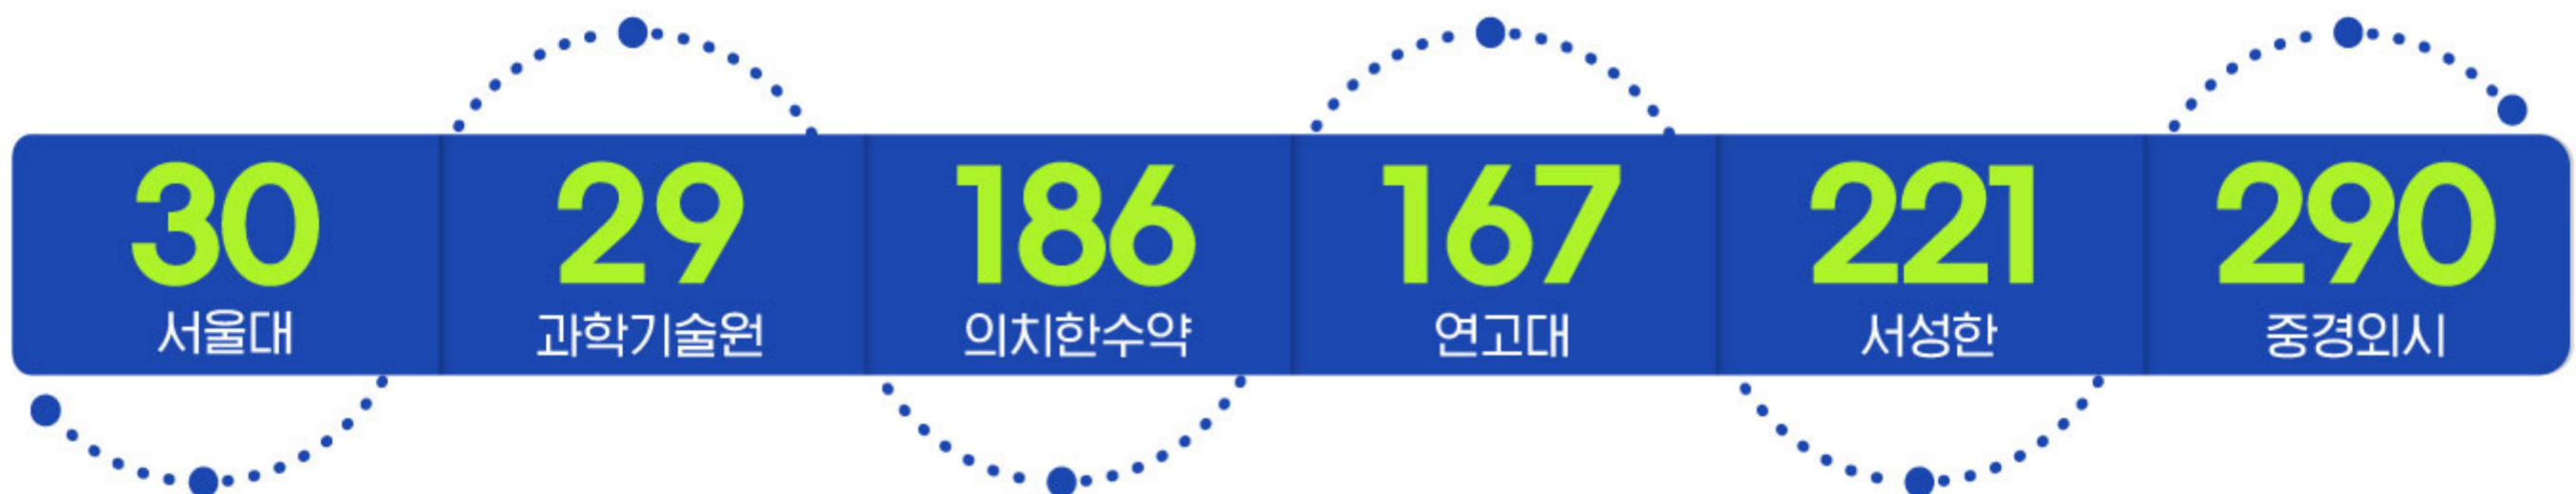 30 29 186 167 221 290
서울대 과학기술원 의치한수약 연고대 서성한 중경외시